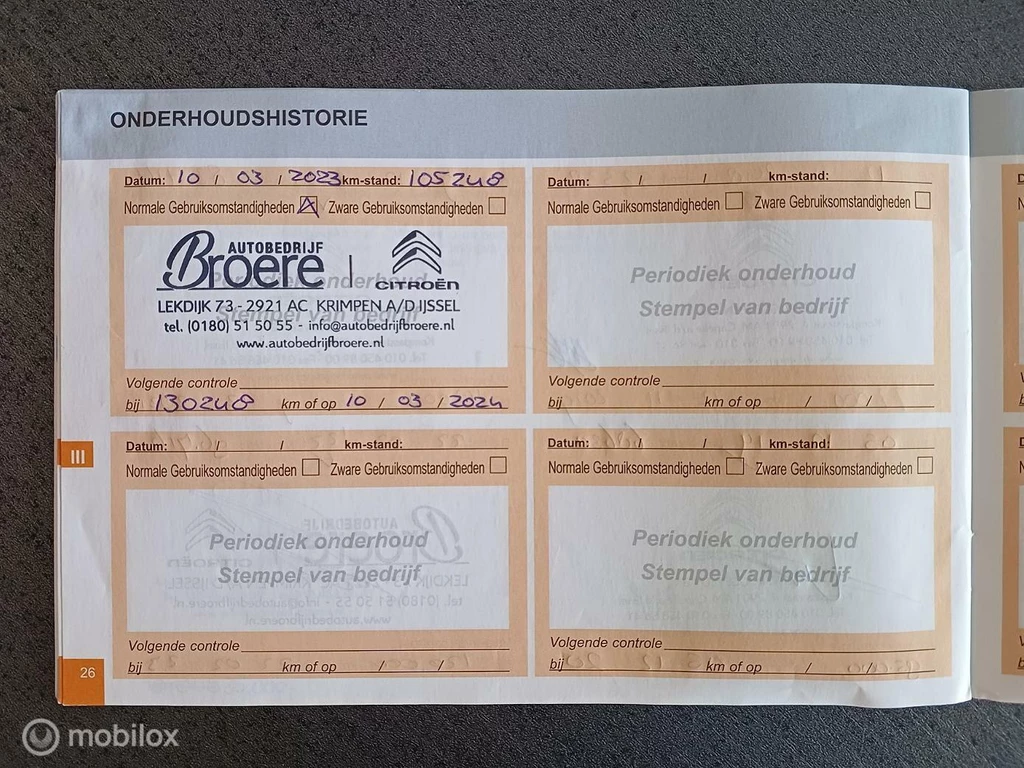 ONDERHOUDSHISTORIE
Datum: 10 / 03 / 2023 km-stand: 105248
Normale Gebruiksomstandigheden Zware Gebruiksomstandigheden
AUTOBEDRIJF
Broere | CITROËN
Periodiek onderhoud
LEKDIJK 73 - 2921 AC KRIMPEN A/D IJSSEL
Stempel van bedrijf
tel. (0180) 51 50 55 - info@autobedrijfbroere.nl
www.autobedrijfbroere.nl
Volgende controle
bij 130248 km of op 10 / 03 / 2024
Datum: / / km-stand:
Normale Gebruiksomstandigheden Zware Gebruiksomstandigheden
Periodiek onderhoud
Stempel van bedrijf
Volgende controle
bij km of op / /
III
Datum: / / km-stand:
Normale Gebruiksomstandigheden Zware Gebruiksomstandigheden
Periodiek onderhoud
Stempel van bedrijf
Volgende controle
bij km of op / /
Datum: / / km-stand:
Normale Gebruiksomstandigheden Zware Gebruiksomstandigheden
Periodiek onderhoud
Stempel van bedrijf
Volgende controle
bij km of op / /
26
mobilox